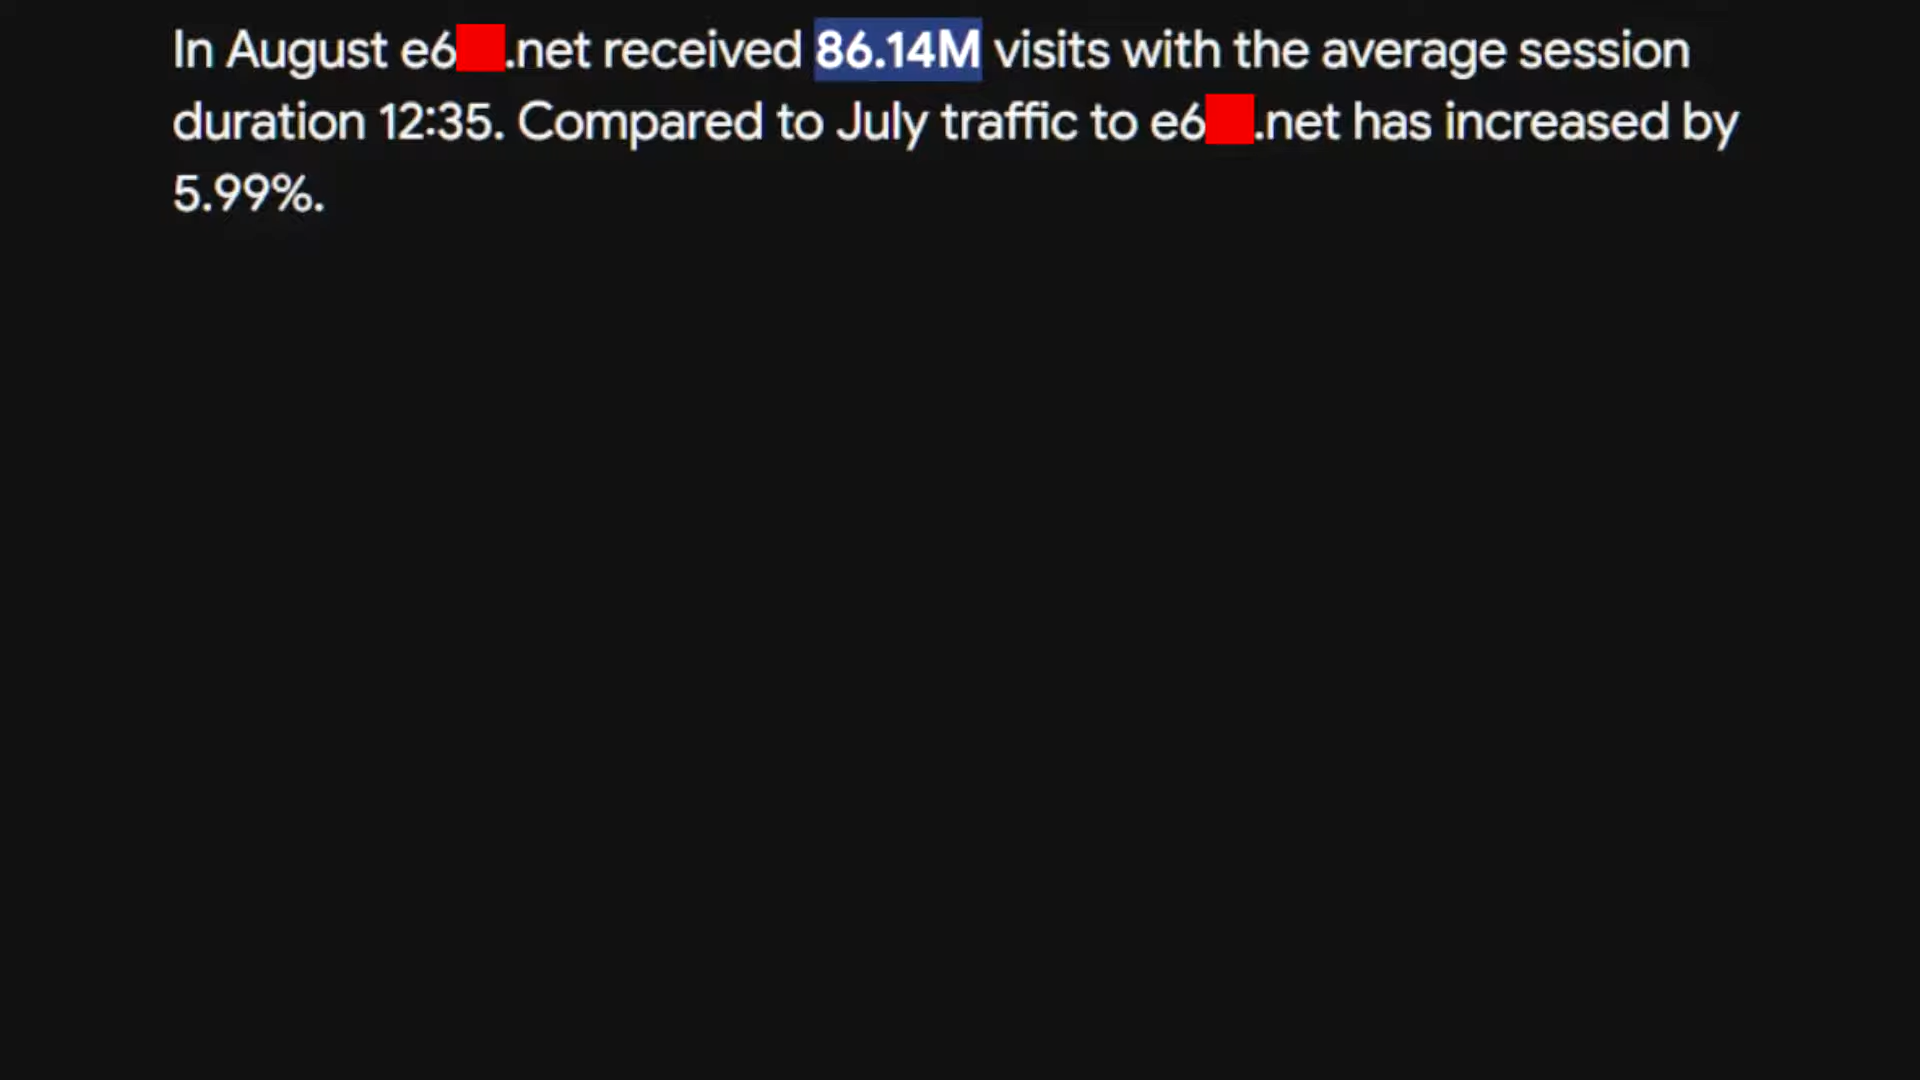 In August e6 .net received 86.14M visits with the average session
duration 12:35. Compared to July traffic to e6 .net has increased by
5.99%.